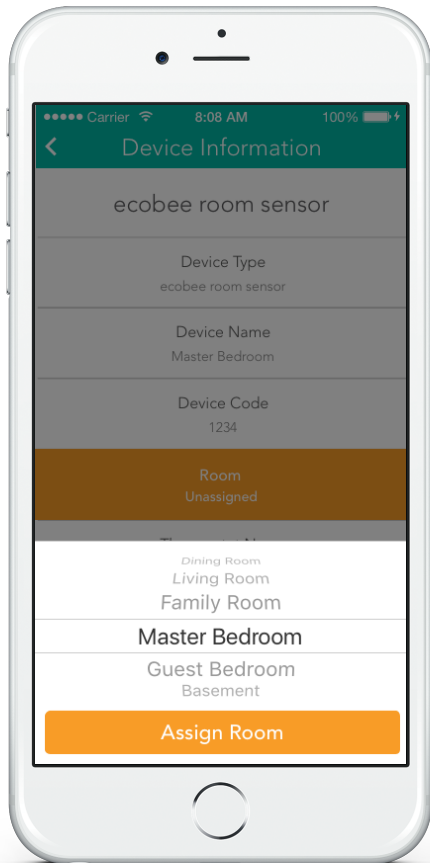 Carrier 8:08 AM 100%
Device Information
ecobee room sensor
Device Type
ecobee room sensor
Device Name
Master Bedroom
Device Code
1234
Room
Unassigned
Dining Room
Living Room
Family Room
Master Bedroom
Guest Bedroom
Basement
Assign Room